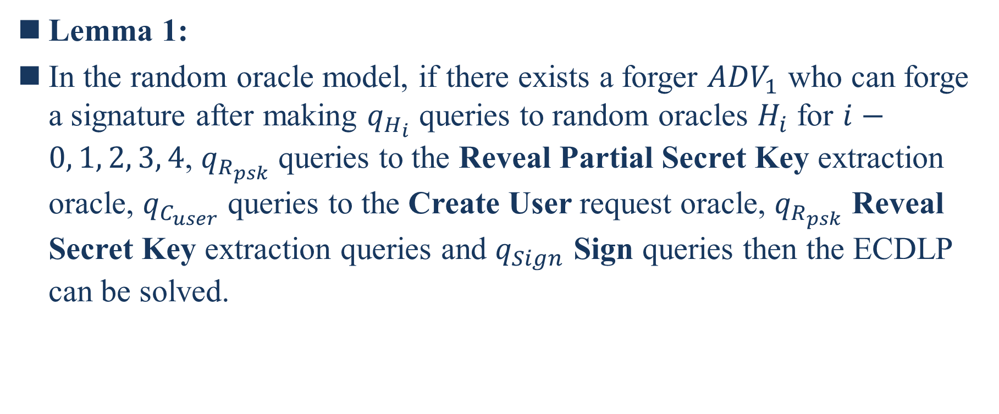 ■ Lemma 1:
■ In the random oracle model, if there exists a forger ADV₁ who can forge
a signature after making q_{H_i} queries to random oracles H_i for i −
0, 1, 2, 3, 4, q_{R_{psk}} queries to the Reveal Partial Secret Key extraction
oracle, q_{C_{user}} queries to the Create User request oracle, q_{R_{psk}} Reveal
Secret Key extraction queries and q_{Sign} Sign queries then the ECDLP
can be solved.